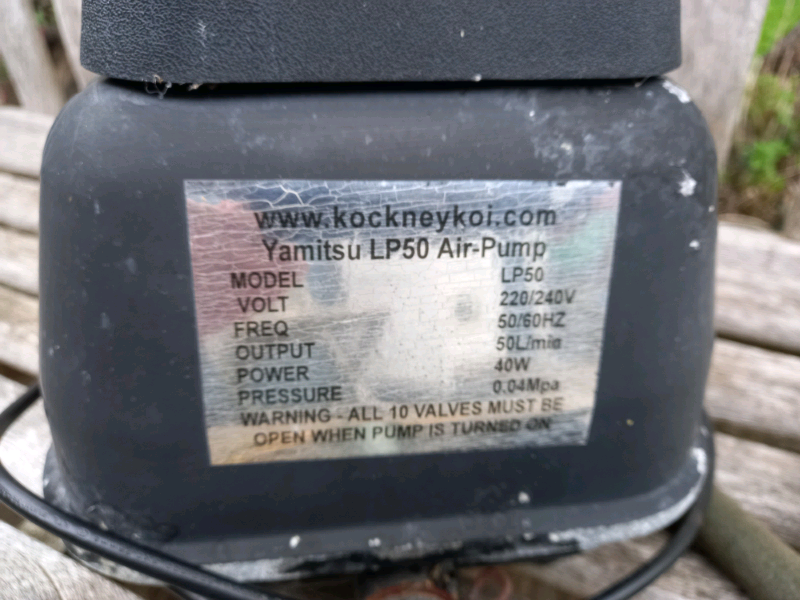 www.kockneykoi.com
Yamitsu LP50 Air-Pump
MODEL LP50
VOLT 220/240V
FREQ 50/60HZ
OUTPUT 50L/min
POWER 40W
PRESSURE 0.04Mpa
WARNING - ALL 10 VALVES MUST BE
OPEN WHEN PUMP IS TURNED ON